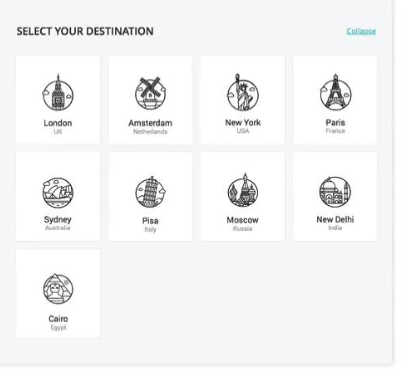 SELECT YOUR DESTINATION
Collapse
London
UK
Amsterdam
Netherlands
New York
USA
Paris
France
Sydney
Australia
Pisa
Italy
Moscow
Russia
New Delhi
India
Cairo
Egypt